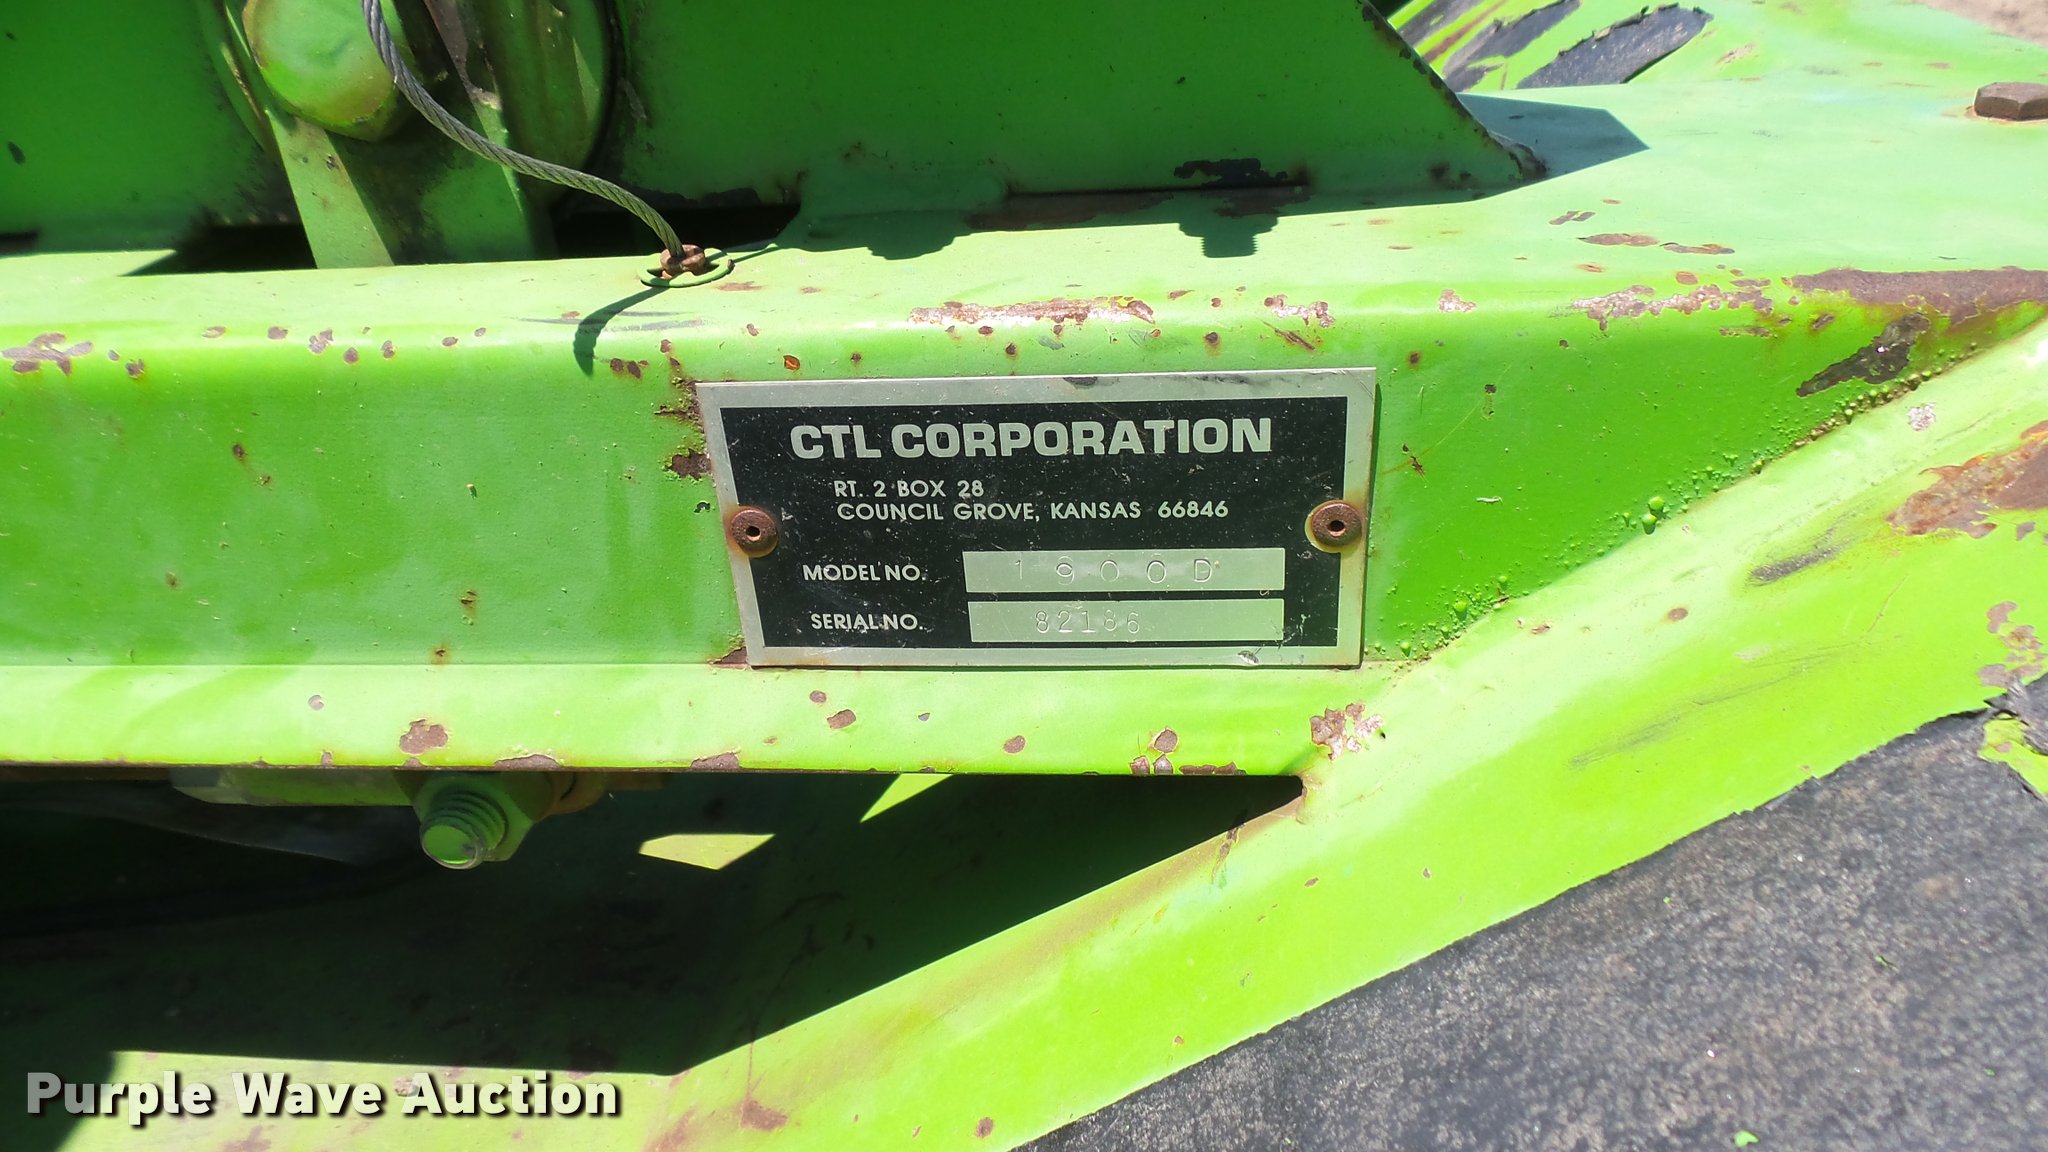 CTL CORPORATION
RT. 2 BOX 28
COUNCIL GROVE, KANSAS 66846
MODEL NO. 1900D
SERIAL NO. 82186
Purple Wave Auction